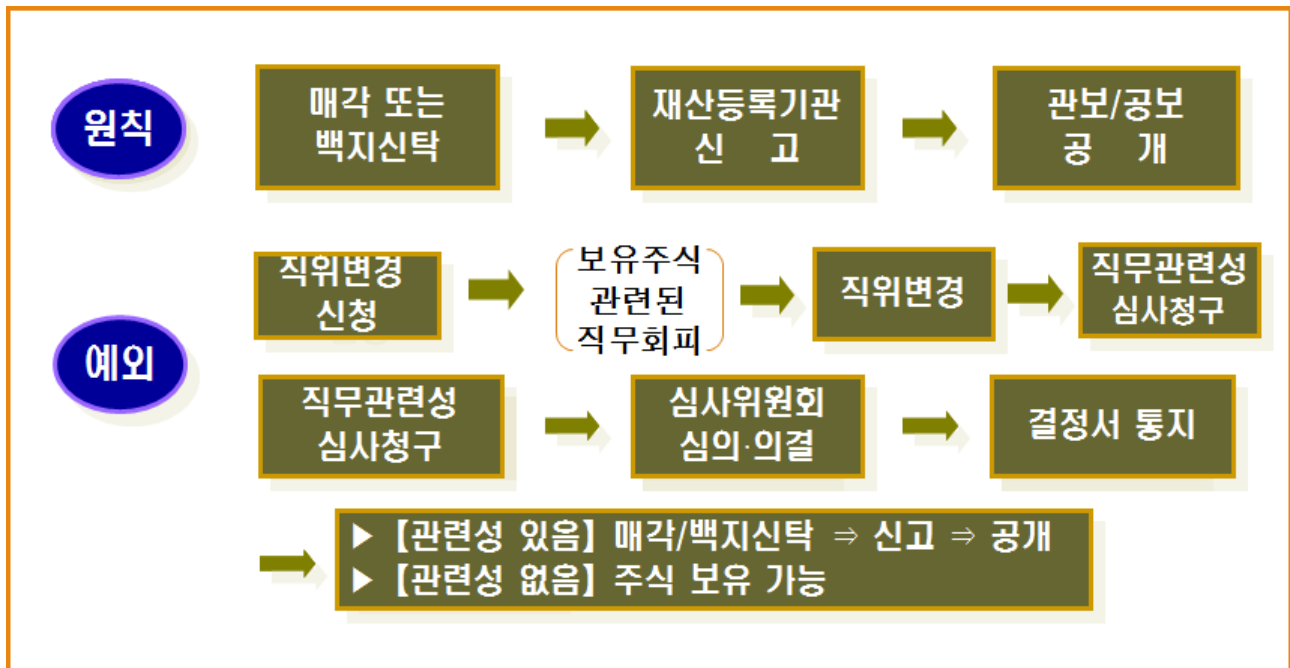 원칙
매각 또는
백지신탁
재산등록기관
신 고
관보/공보
공 개
예외
직위변경
신청
보유주식
관련된
직무회피
직위변경
직무관련성
심사청구
직무관련성
심사청구
심사위원회
심의·의결
결정서 통지
▶【관련성 있음】매각/백지신탁 ⇒ 신고 ⇒ 공개
▶【관련성 없음】주식 보유 가능